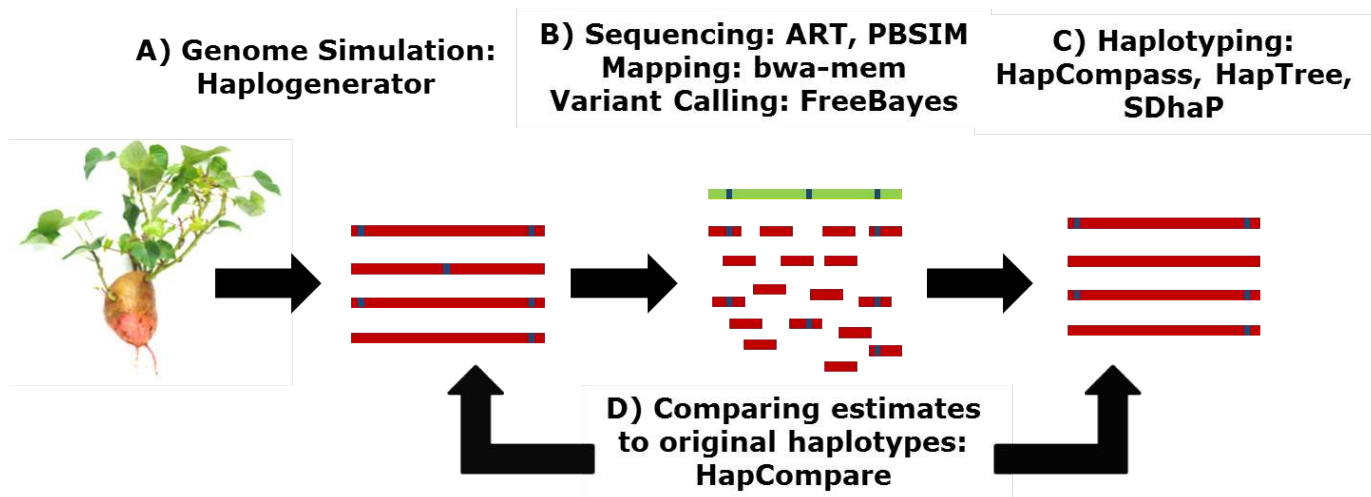 A) Genome Simulation:
Haplogenerator
B) Sequencing: ART, PBSIM
Mapping: bwa-mem
Variant Calling: FreeBayes
C) Haplotyping:
HapCompass, HapTree,
SDhaP
D) Comparing estimates
to original haplotypes:
HapCompare